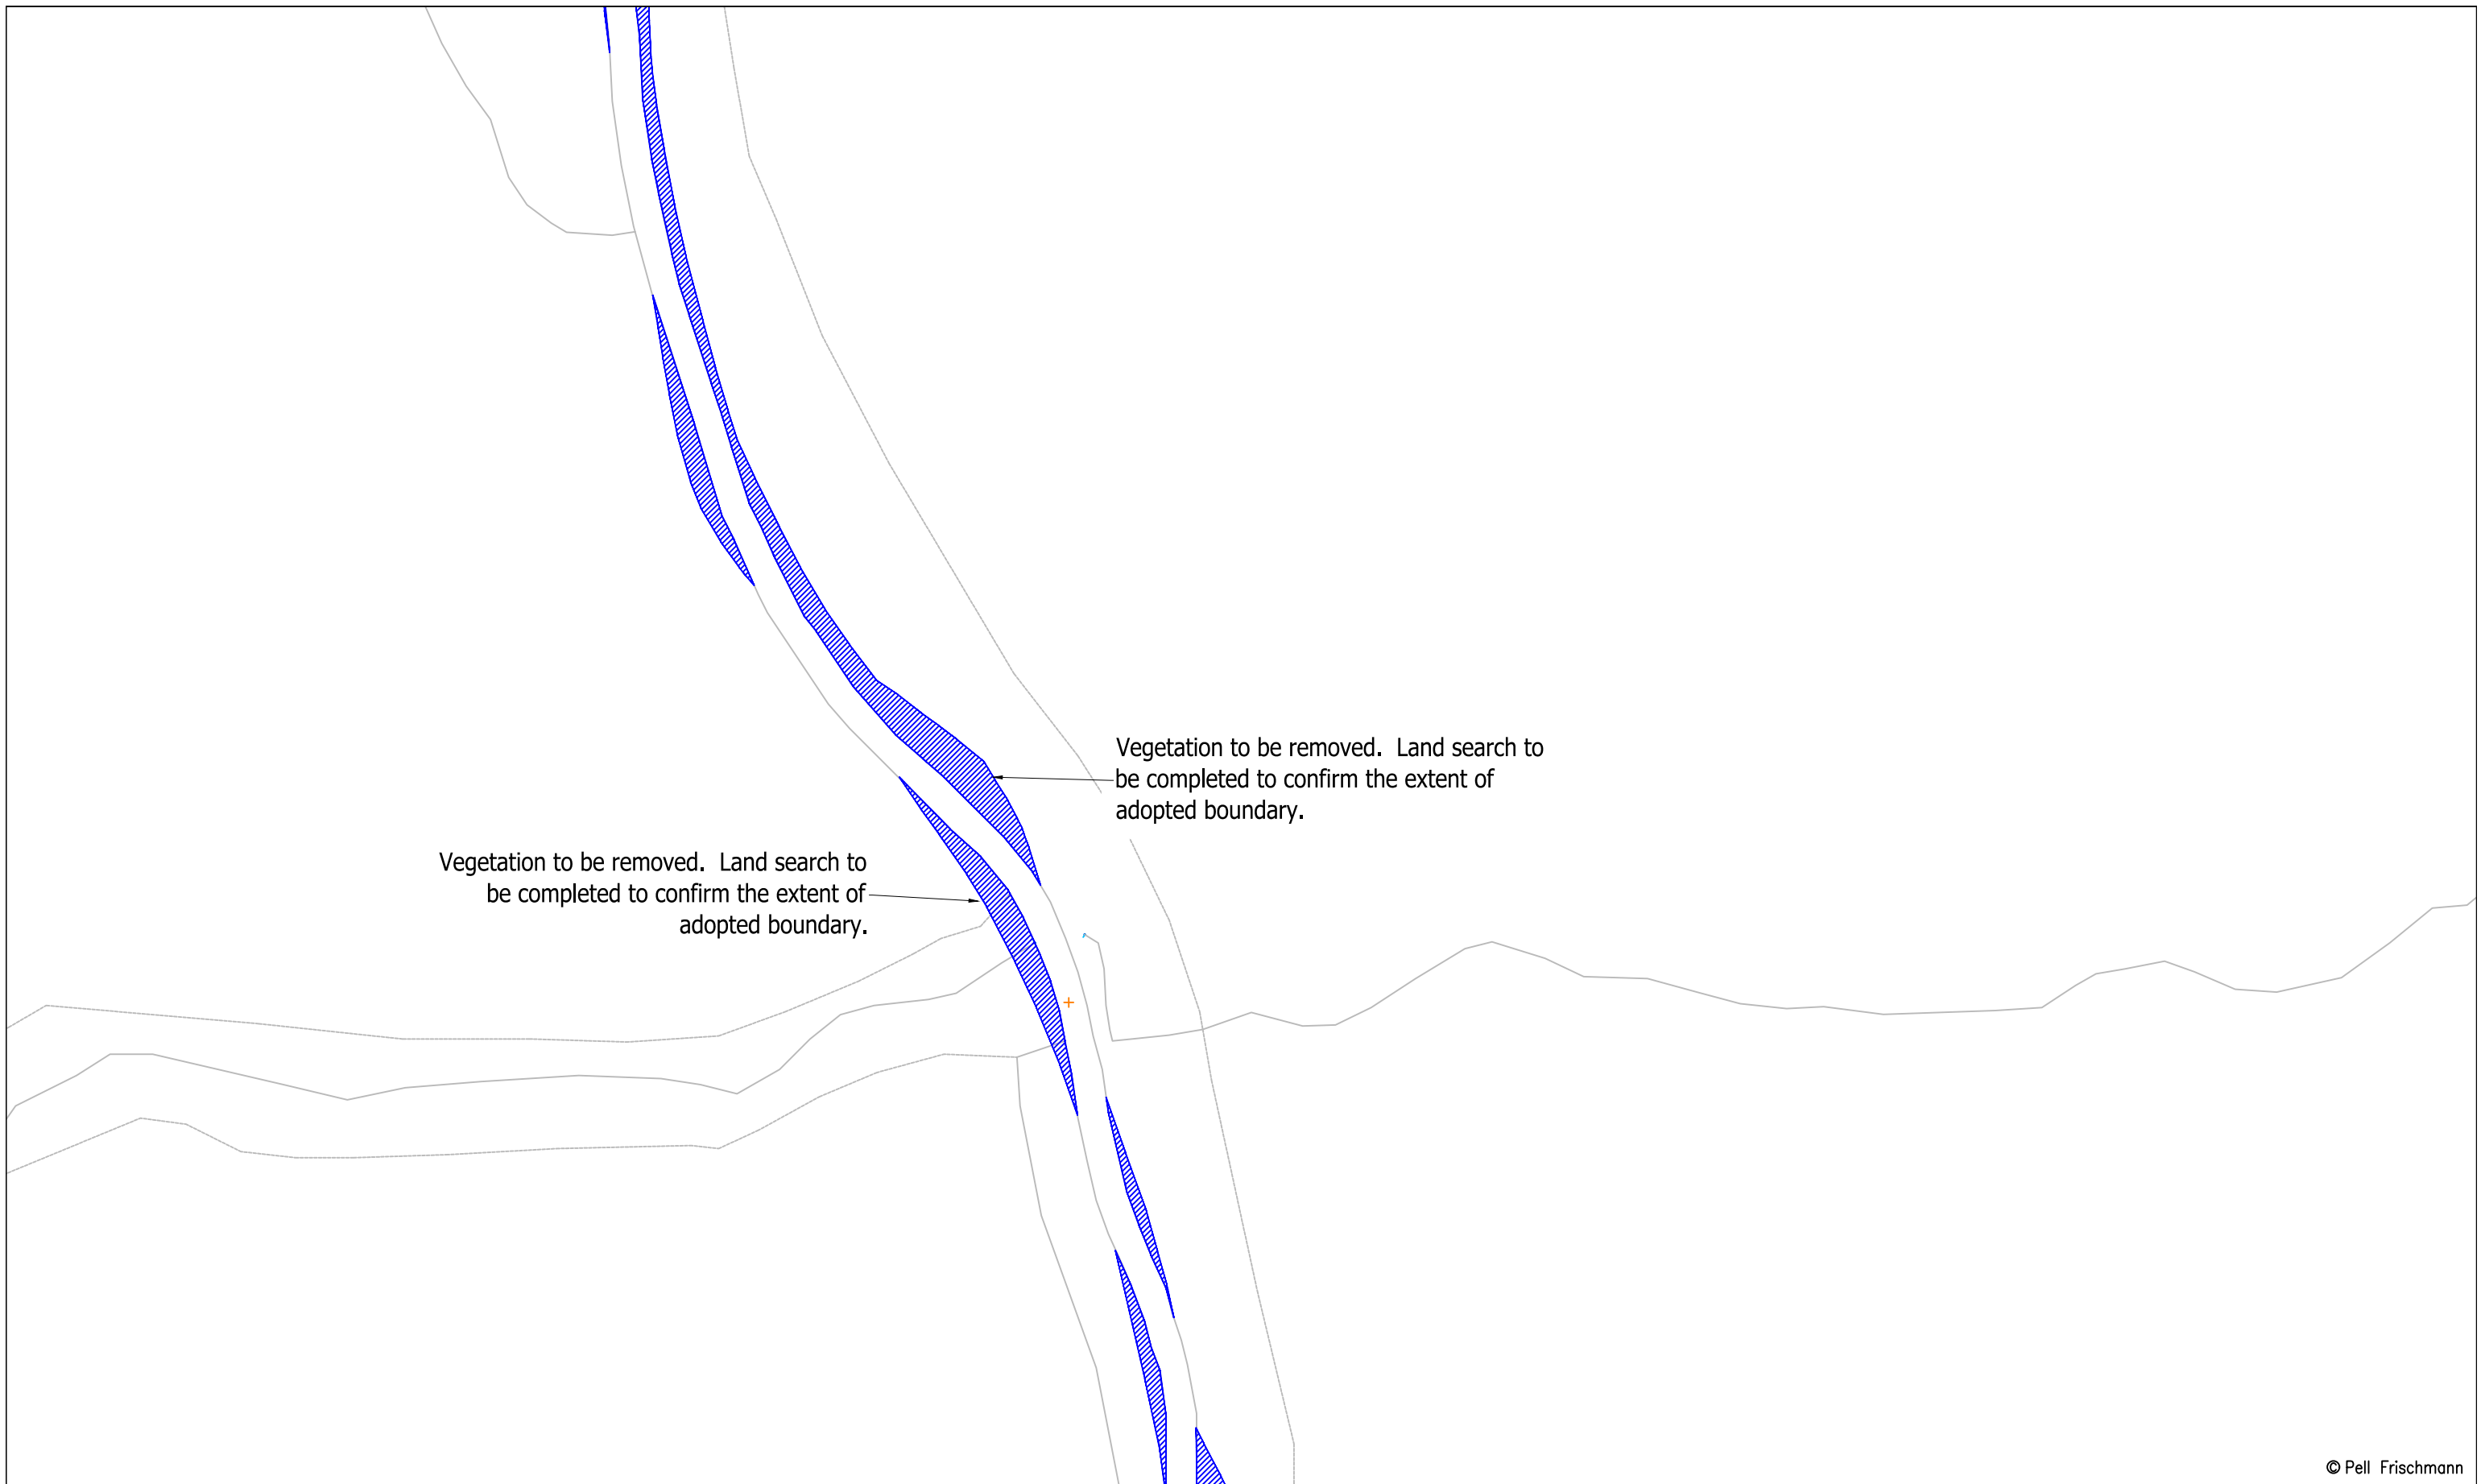 Vegetation to be removed. Land search to
be completed to confirm the extent of
adopted boundary.
Vegetation to be removed. Land search to
be completed to confirm the extent of
adopted boundary.
© Pell Frischmann